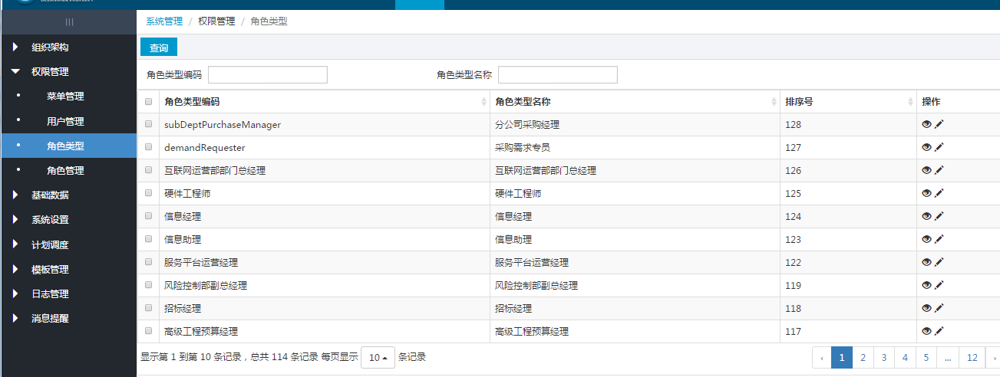 系统管理 / 权限管理 / 角色类型
查询
角色类型编码 角色类型名称
组织架构
权限管理
菜单管理
用户管理
角色类型
角色管理
基础数据
系统设置
计划调度
模板管理
日志管理
消息提醒
角色类型编码 角色类型名称 排序号 操作
subDeptPurchaseManager 分公司采购经理 128
demandRequester 采购需求专员 127
互联网运营部部门总经理 互联网运营部部门总经理 126
硬件工程师 硬件工程师 125
信息经理 信息经理 124
信息助理 信息助理 123
服务平台运营经理 服务平台运营经理 122
风险控制部副总经理 风险控制部副总经理 119
招标经理 招标经理 118
高级工程预算经理 高级工程预算经理 117
显示第 1 到第 10 条记录，总共 114 条记录 每页显示 10 条记录 ‹ 1 2 3 4 5 ... 12 ›